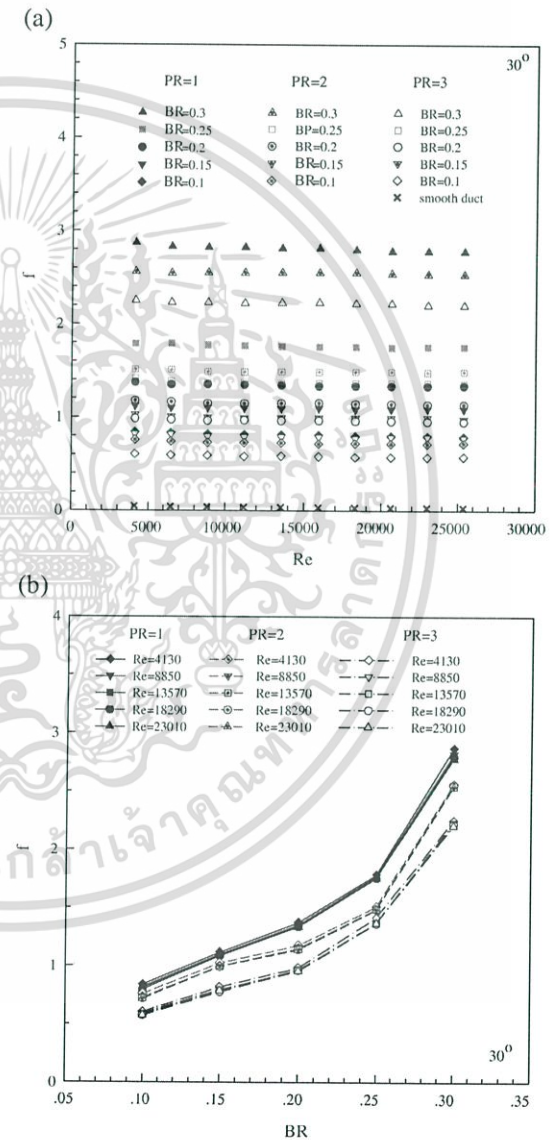 (a)
5
30°
PR=1 PR=2 PR=3
BR=0.3 BR=0.3 BR=0.3
BR=0.25 BP=0.25 BR=0.25
BR=0.2 BR=0.2 BR=0.2
BR=0.15 BR=0.15 BR=0.15
BR=0.1 BR=0.1 BR=0.1
smooth duct
4
3
f
2
1
0
0 5000 10000 15000 20000 25000 30000
Re
(b)
4
PR=1 PR=2 PR=3
Re=4130 Re=4130 Re=4130
Re=8850 Re=8850 Re=8850
Re=13570 Re=13570 Re=13570
Re=18290 Re=18290 Re=18290
Re=23010 Re=23010 Re=23010
3
f
2
1
30°
0
.05 .10 .15 .20 .25 .30 .35
BR